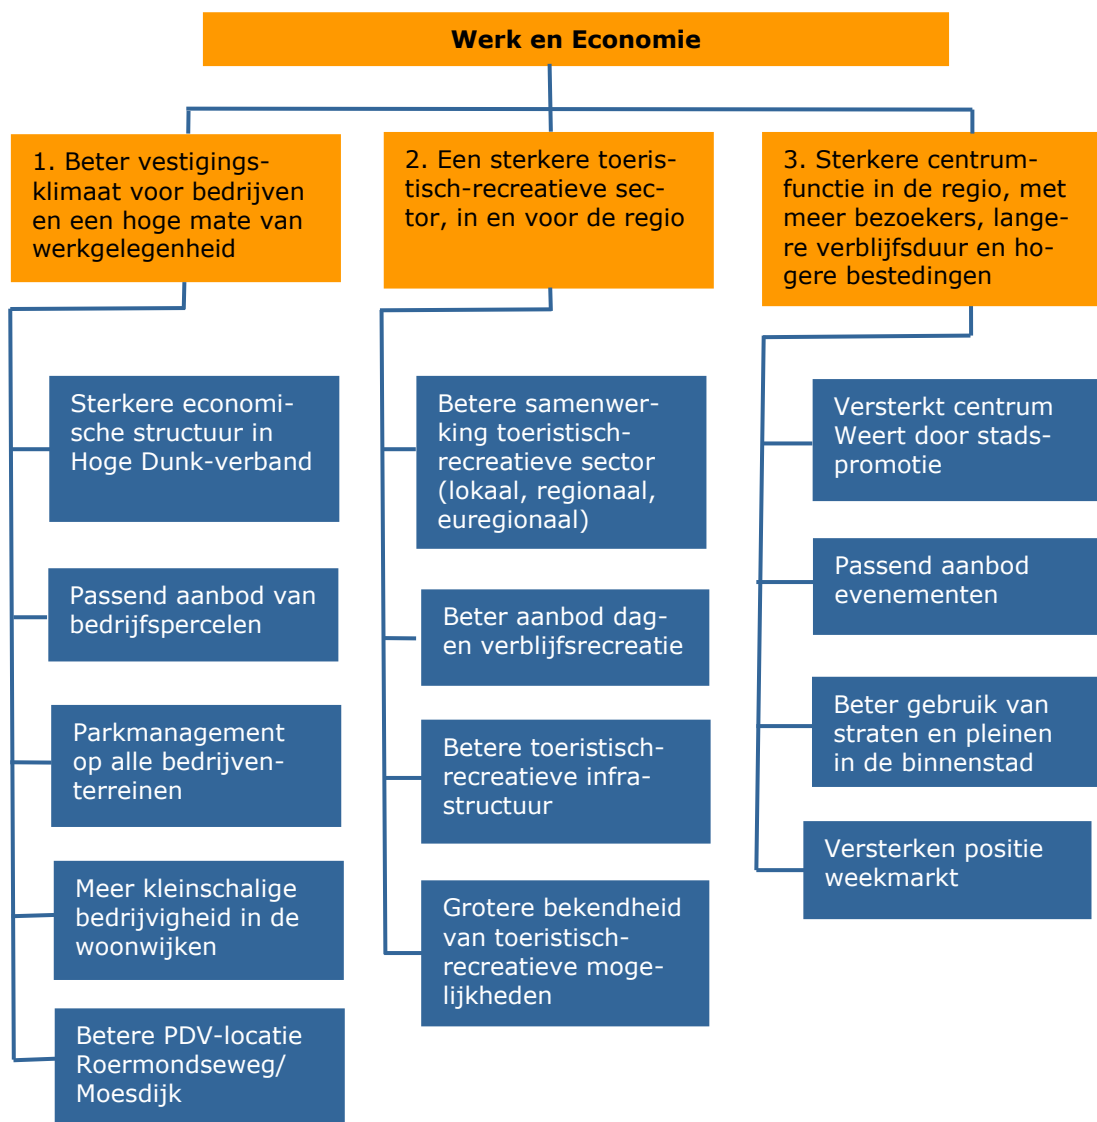 Werk en Economie
1. Beter vestigings-
klimaat voor bedrijven
en een hoge mate van
werkgelegenheid
2. Een sterkere toeris-
tisch-recreatieve sec-
tor, in en voor de regio
3. Sterkere centrum-
functie in de regio, met
meer bezoekers, lange-
re verblijfsduur en ho-
gere bestedingen
Sterkere economi-
sche structuur in
Hoge Dunk-verband
Passend aanbod van
bedrijfspercelen
Parkmanagement
op alle bedrijven-
terreinen
Meer kleinschalige
bedrijvigheid in de
woonwijken
Betere PDV-locatie
Roermondseweg/
Moesdijk
Betere samenwer-
king toeristisch-
recreatieve sector
(lokaal, regionaal,
euregionaal)
Beter aanbod dag-
en verblijfsrecreatie
Betere toeristisch-
recreatieve infra-
structuur
Grotere bekendheid
van toeristisch-
recreatieve moge-
lijkheden
Versterkt centrum
Weert door stads-
promotie
Passend aanbod
evenementen
Beter gebruik van
straten en pleinen
in de binnenstad
Versterken positie
weekmarkt